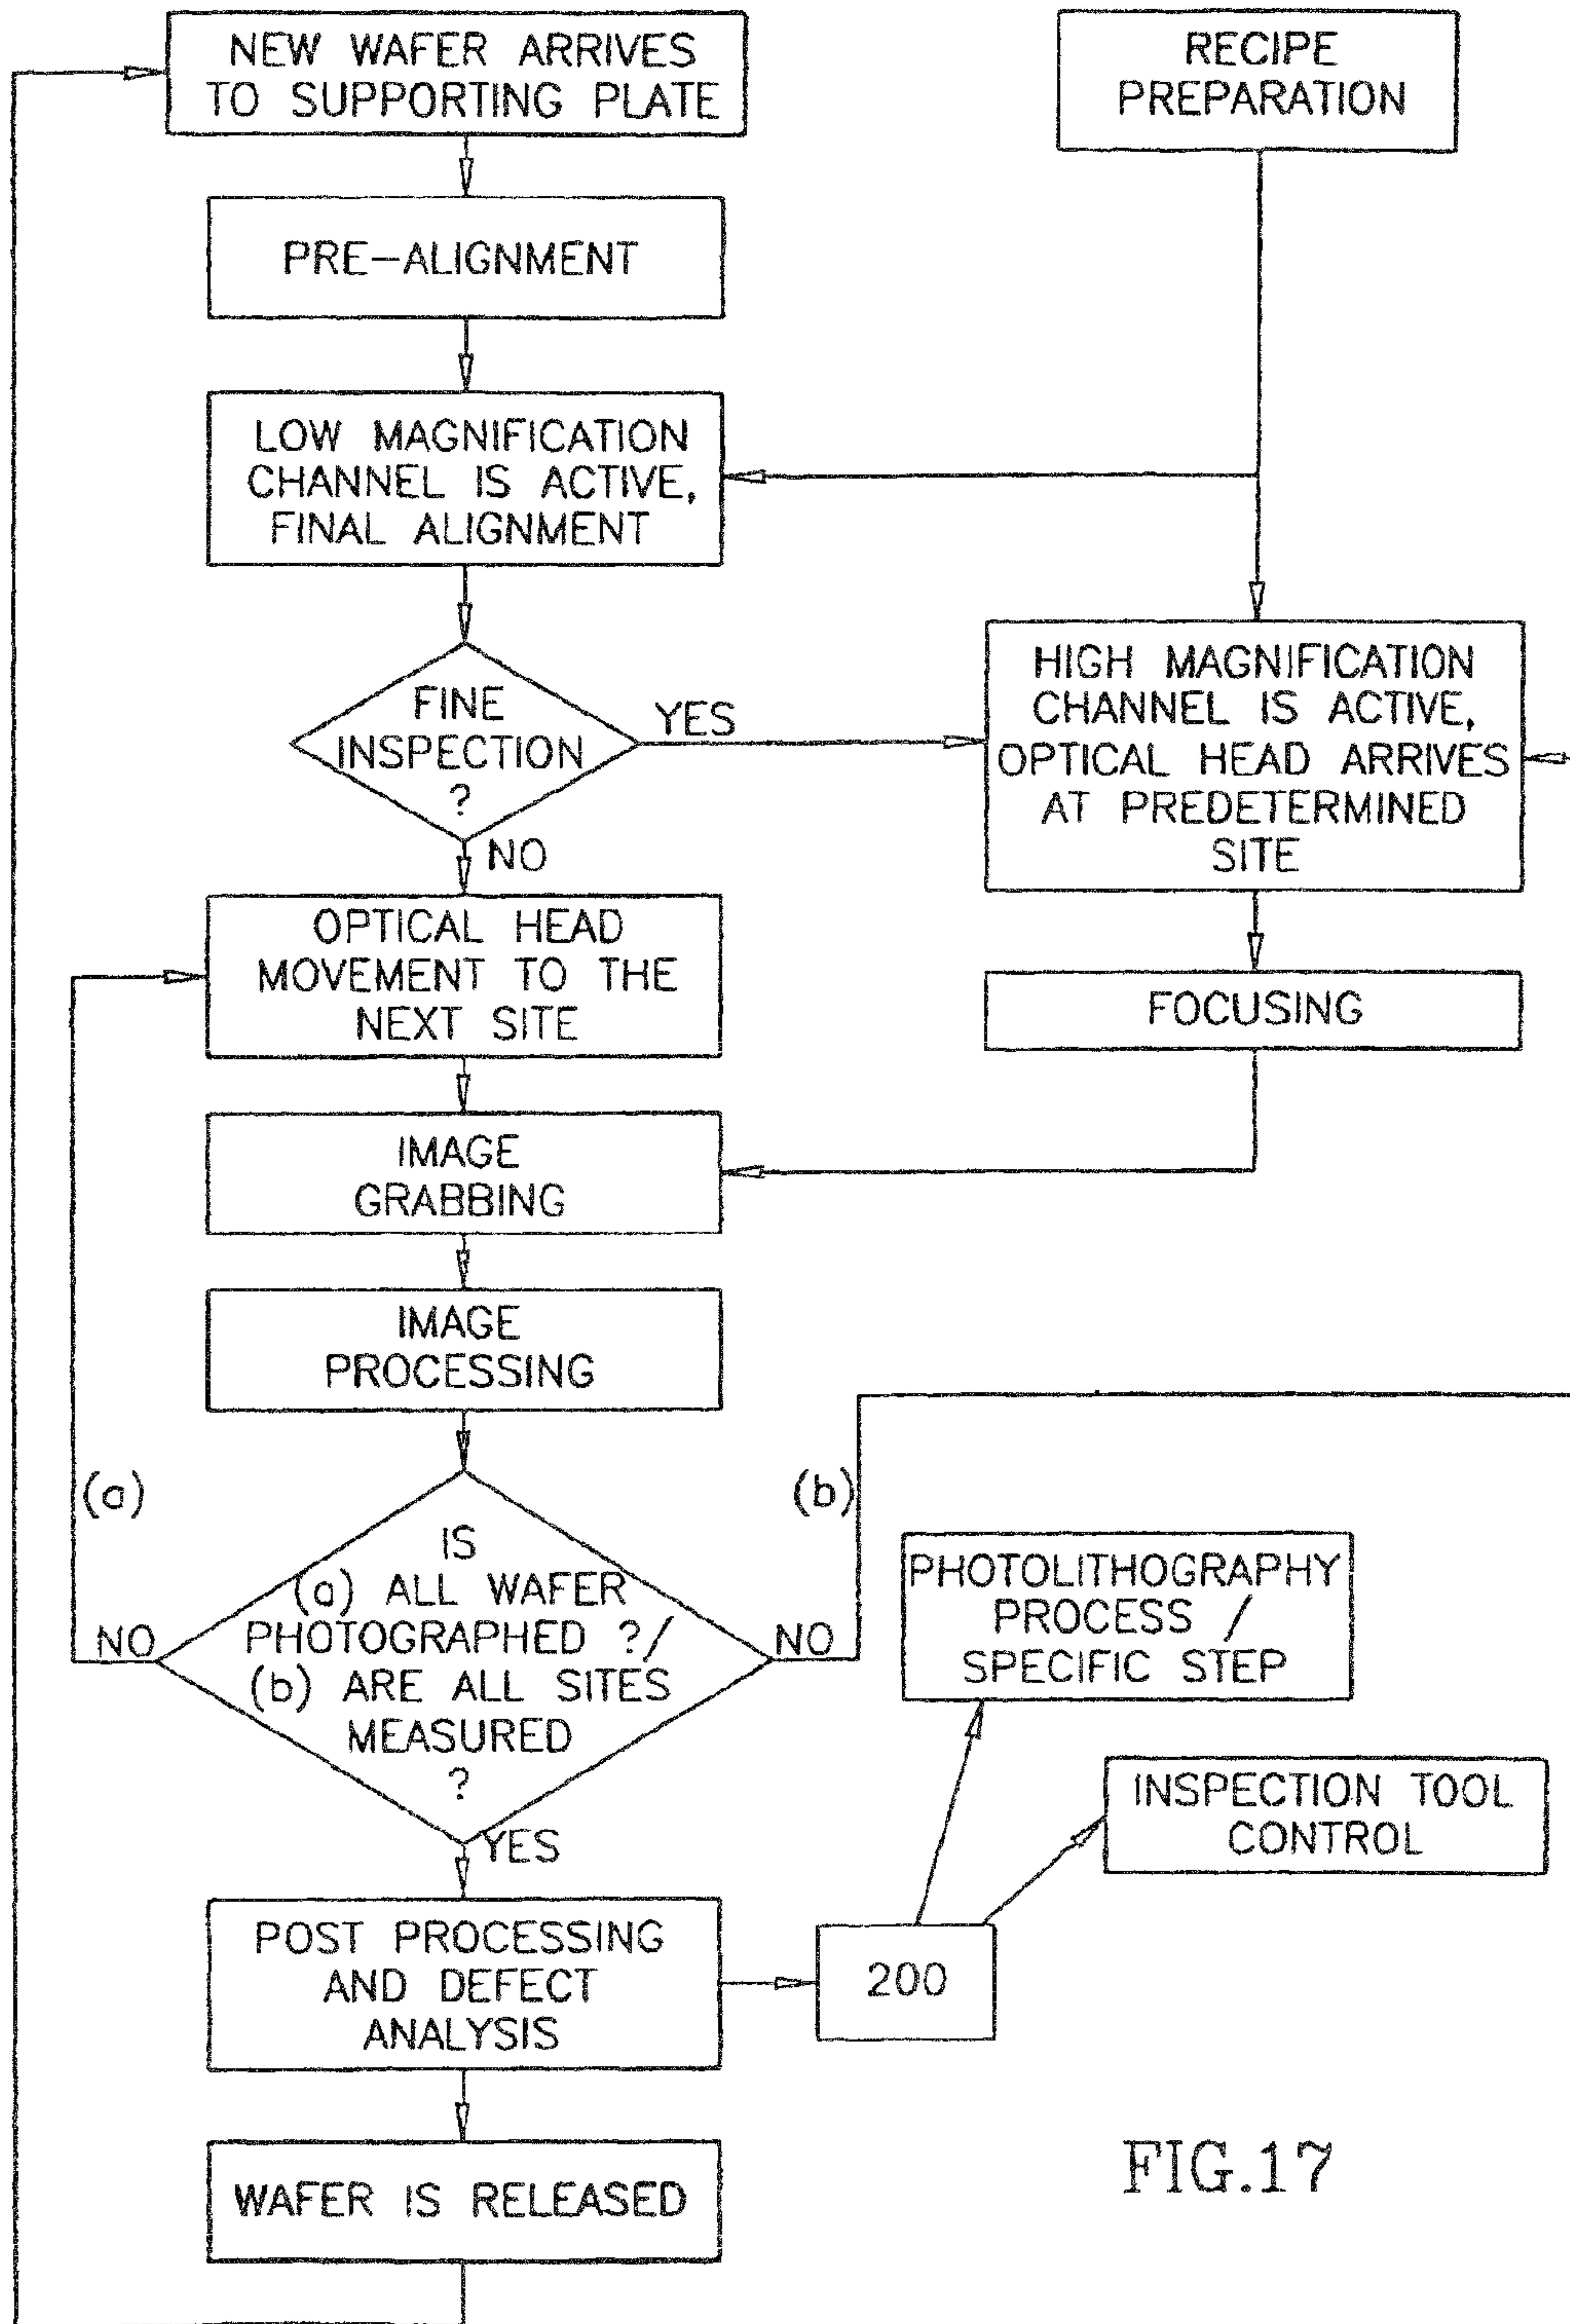 NEW WAFER ARRIVES
TO SUPPORTING PLATE
RECIPE
PREPARATION
PRE-ALIGNMENT
LOW MAGNIFICATION
CHANNEL IS ACTIVE,
FINAL ALIGNMENT
FINE
INSPECTION
?
YES
NO
HIGH MAGNIFICATION
CHANNEL IS ACTIVE,
OPTICAL HEAD ARRIVES
AT PREDETERMINED
SITE
OPTICAL HEAD
MOVEMENT TO THE
NEXT SITE
FOCUSING
IMAGE
GRABBING
IMAGE
PROCESSING
(a)
(b)
IS
(a) ALL WAFER
PHOTOGRAPHED ?/
(b) ARE ALL SITES
MEASURED
?
NO
NO
YES
PHOTOLITHOGRAPHY
PROCESS /
SPECIFIC STEP
INSPECTION TOOL
CONTROL
POST PROCESSING
AND DEFECT
ANALYSIS
200
WAFER IS RELEASED
FIG.17